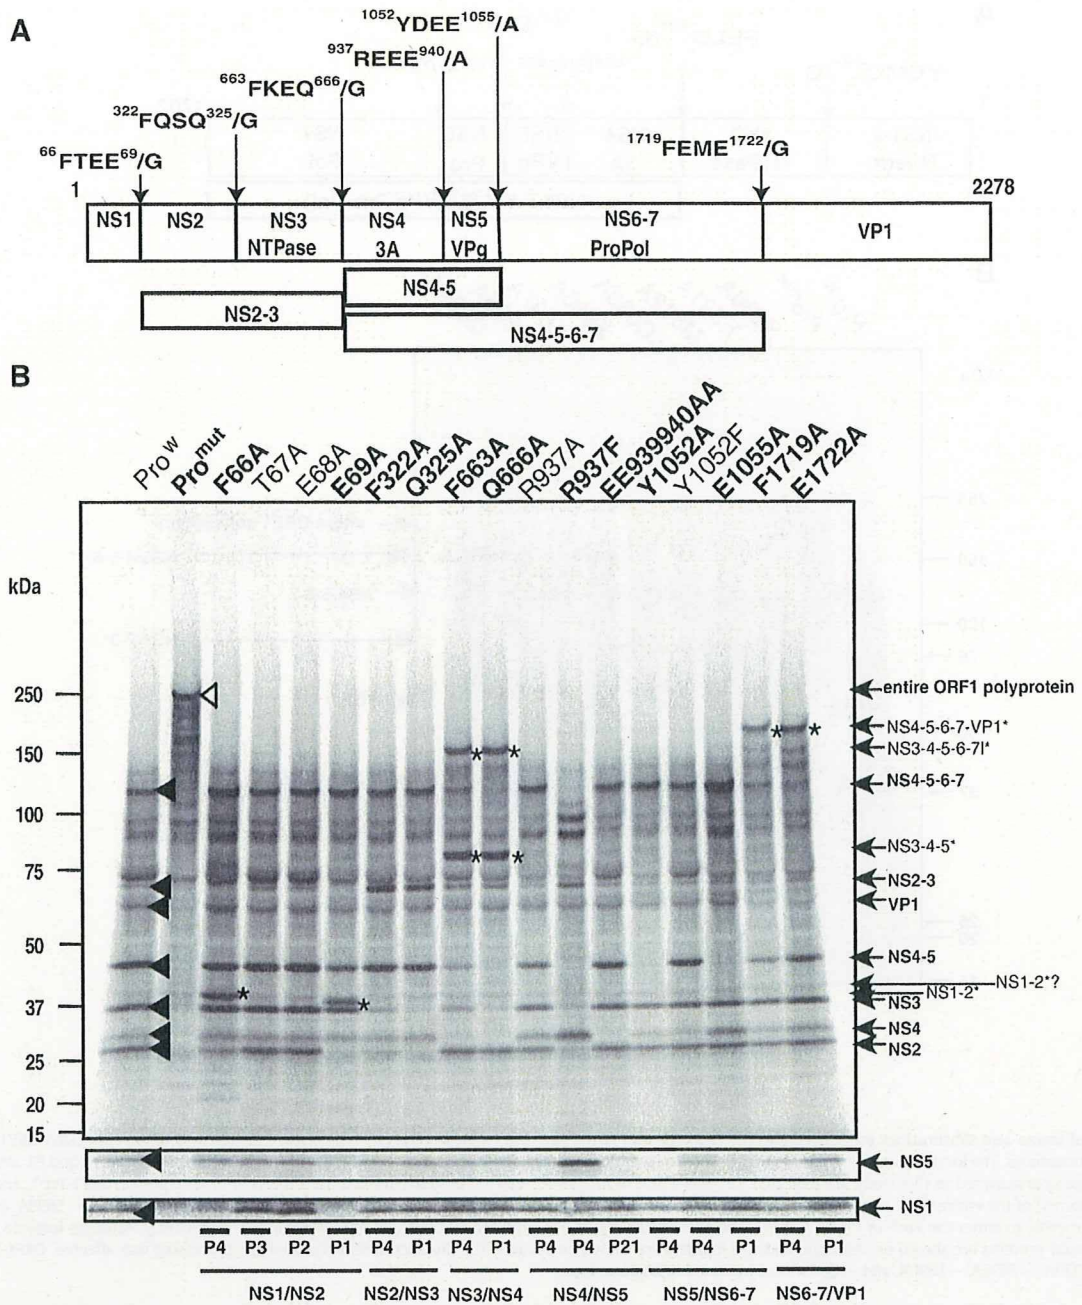 A
1052YDEE1055/A
937REEE940/A
663FKEQ666/G
322FQSQ325/G
1719FEME1722/G
66FTEE69/G
1 2278
NS1 NS2 NS3 NS4 NS5 NS6-7 VP1
NTPase 3A VPg ProPol
NS4-5
NS2-3
NS4-5-6-7
B
Prow Promut F66A T67A E68A E69A F322A Q325A F663A Q666A R937A R937F EE939940AA Y1052A Y1052F E1055A F1719A E1722A
kDa
250
150
100
75
50
37
25
20
15
entire ORF1 polyprotein
NS4-5-6-7-VP1*
NS3-4-5-6-7I*
NS4-5-6-7
NS3-4-5*
NS2-3
VP1
NS4-5
NS1-2*?
NS1-2*
NS3
NS4
NS2
NS5
NS1
P4 P3 P2 P1 P4 P1 P4 P1 P4 P4 P21 P4 P4 P1 P4 P1
NS1/NS2 NS2/NS3 NS3/NS4 NS4/NS5 NS5/NS6-7 NS6-7/VP1